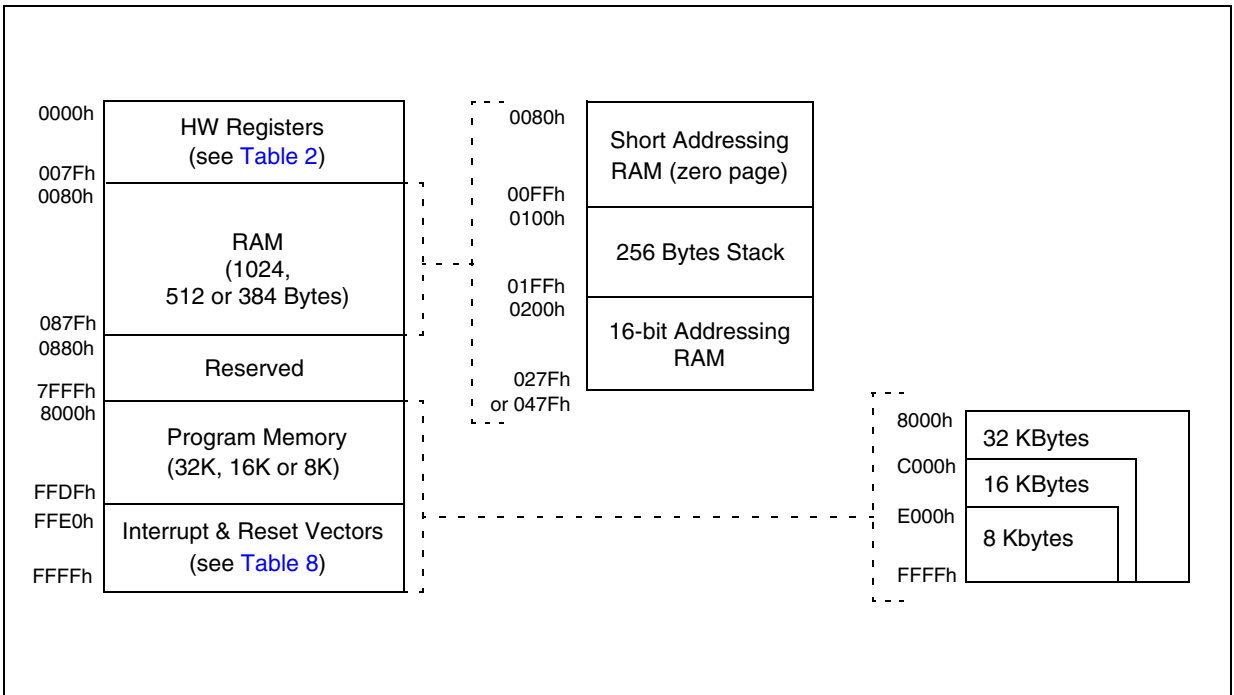 0000h
HW Registers
(see Table 2)
007Fh
0080h
RAM
(1024,
512 or 384 Bytes)
087Fh
0880h
Reserved
7FFFh
8000h
Program Memory
(32K, 16K or 8K)
FFDFh
FFE0h
Interrupt & Reset Vectors
(see Table 8)
FFFFh
0080h
Short Addressing
RAM (zero page)
00FFh
0100h
256 Bytes Stack
01FFh
0200h
16-bit Addressing
RAM
027Fh
or 047Fh
8000h
32 KBytes
C000h
16 KBytes
E000h
8 Kbytes
FFFFh